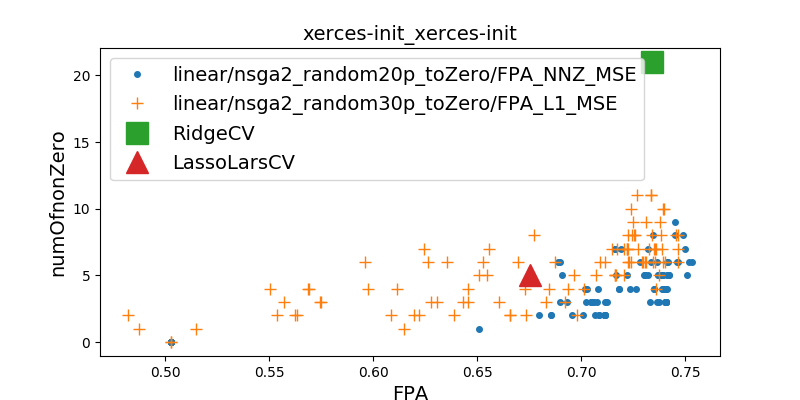 xerces-init_xerces-init
linear/nsga2_random20p_toZero/FPA_NNZ_MSE
linear/nsga2_random30p_toZero/FPA_L1_MSE
RidgeCV
LassoLarsCV
numOfnonZero
20
15
10
5
0
0.50 0.55 0.60 0.65 0.70 0.75
FPA